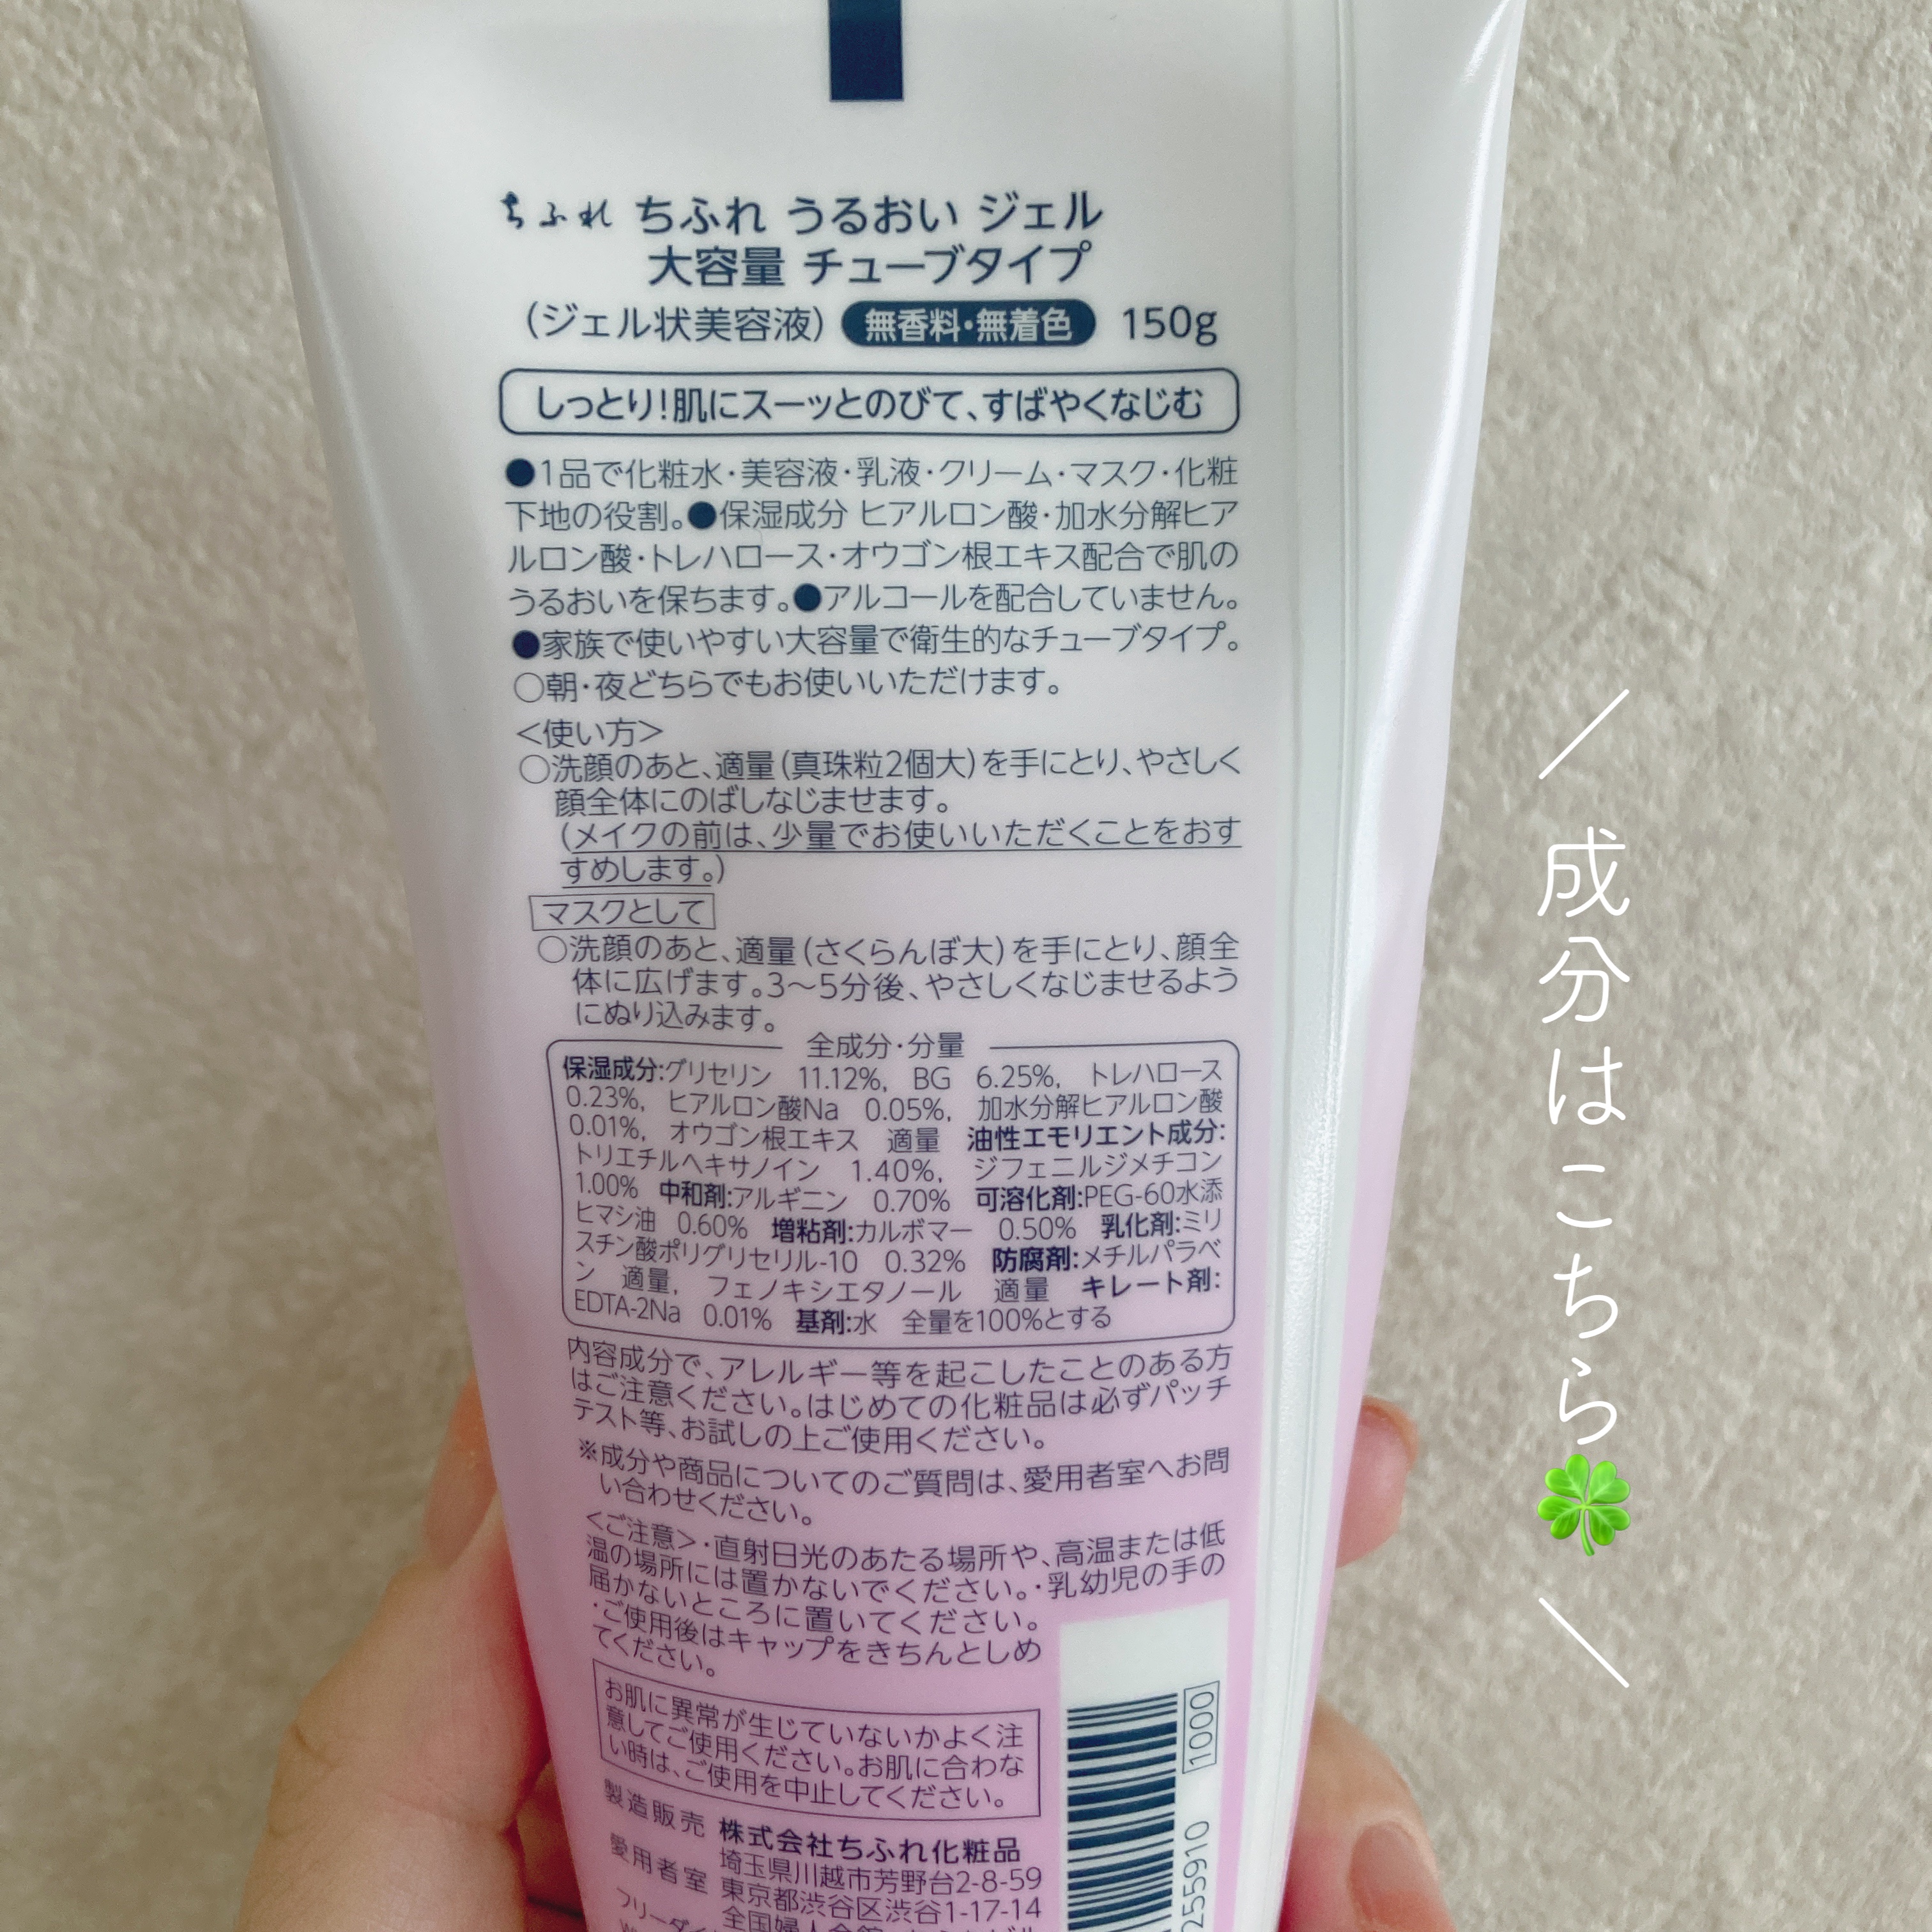 ちふれ ちふれ うるおい ジェル
大容量 チューブタイプ
(ジェル状美容液) 無香料・無着色 150g
しっとり!肌にスーッとのびて、すばやくなじむ
●1品で化粧水・美容液・乳液・クリーム・マスク・化粧
下地の役割。●保湿成分 ヒアルロン酸・加水分解ヒア
ルロン酸・トレハロース・オウゴン根エキス配合で肌の
うるおいを保ちます。●アルコールを配合していません。
●家族で使いやすい大容量で衛生的なチューブタイプ。
○朝・夜どちらでもお使いいただけます。
<使い方>
○洗顔のあと、適量(真珠粒2個大)を手にとり、やさしく
顔全体にのばしなじませます。
(メイクの前は、少量でお使いいただくことをおす
すめします。)
マスクとして
○洗顔のあと、適量(さくらんぼ大)を手にとり、顔全
体に広げます。3〜5分後、やさしくなじませるよう
にぬり込みます。
全成分・分量
保湿成分:グリセリン 11.12%, BG 6.25%, トレハロース
0.23%, ヒアルロン酸Na 0.05%, 加水分解ヒアルロン酸
0.01%, オウゴン根エキス 適量 油性エモリエント成分:
トリエチルヘキサノイン 1.40%, ジフェニルジメチコン
1.00% 中和剤:アルギニン 0.70% 可溶化剤:PEG-60水添
ヒマシ油 0.60% 増粘剤:カルボマー 0.50% 乳化剤:ミリ
スチン酸ポリグリセリル-10 0.32% 防腐剤:メチルパラベ
ン 適量, フェノキシエタノール 適量 キレート剤:
EDTA-2Na 0.01% 基剤:水 全量を100%とする
内容成分で、アレルギー等を起こしたことのある方
はご注意ください。はじめての化粧品は必ずパッチ
テスト等、お試しの上ご使用ください。
※成分や商品についてのご質問は、愛用者室へお問
い合わせください。
<ご注意>・直射日光のあたる場所や、高温または低
温の場所には置かないでください。・乳幼児の手の
届かないところに置いてください。
・ご使用後はキャップをきちんとしめ
てください。
お肌に異常が生じていないかよく注
意してご使用ください。お肌に合わな
い時は、ご使用を中止してください。
製造販売 株式会社ちふれ化粧品
埼玉県川越市芳野台2-8-59
愛用者室 東京都渋谷区渋谷1-17-14
全国婦人会館
フリーダイ
1000
255910
／
成分はこちら🍀
＼